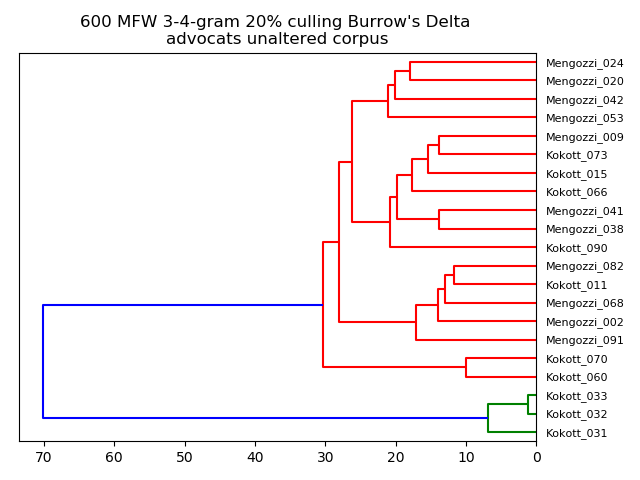 600 MFW 3-4-gram 20% culling Burrow's Delta
advocats unaltered corpus
Mengozzi_024
Mengozzi_020
Mengozzi_042
Mengozzi_053
Mengozzi_009
Kokott_073
Kokott_015
Kokott_066
Mengozzi_041
Mengozzi_038
Kokott_090
Mengozzi_082
Kokott_011
Mengozzi_068
Mengozzi_002
Mengozzi_091
Kokott_070
Kokott_060
Kokott_033
Kokott_032
Kokott_031
70 60 50 40 30 20 10 0